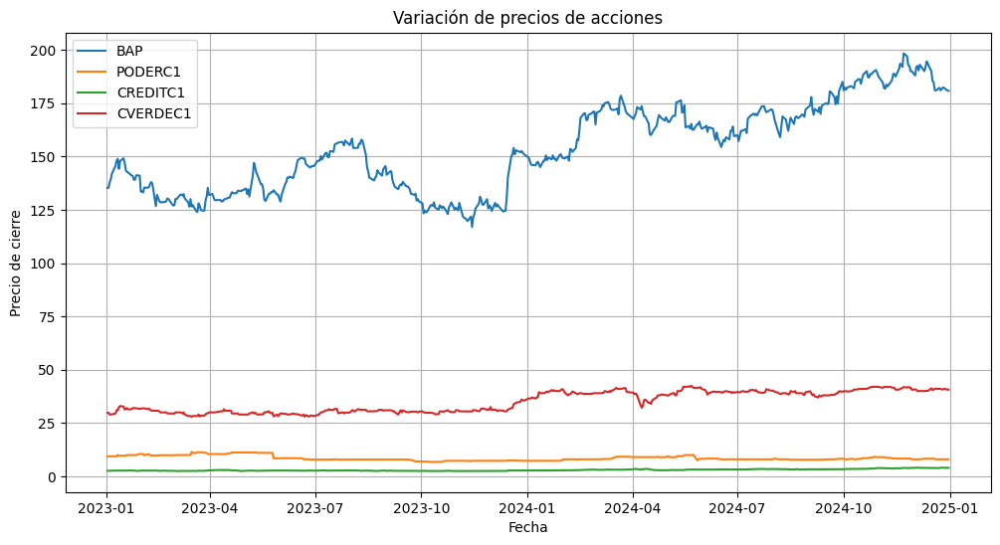 Variación de precios de acciones
BAP
PODERC1
CREDITC1
CVERDEC1
Precio de cierre
200
175
150
125
100
75
50
25
0
2023-01
2023-04
2023-07
2023-10
2024-01
2024-04
2024-07
2024-10
2025-01
Fecha